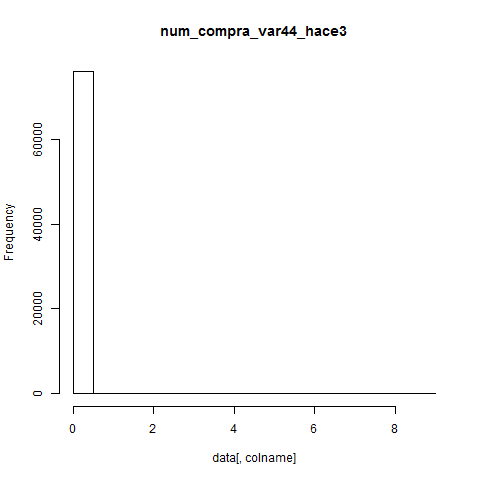 num_compra_var44_hace3
Frequency
60000
40000
20000
0
0 2 4 6 8
data[, colname]